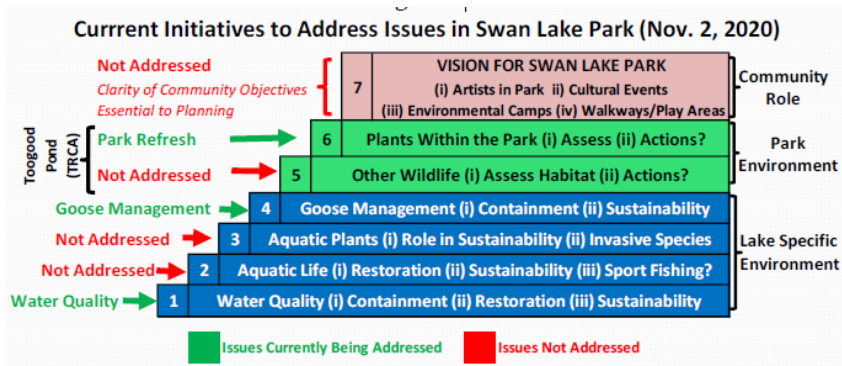 Currrent Initiatives to Address Issues in Swan Lake Park (Nov. 2, 2020)
Not Addressed
Clarity of Community Objectives
Essential to Planning
7
VISION FOR SWAN LAKE PARK
(i) Artists in Park ii) Cultural Events
(iii) Environmental Camps (iv) Walkways/Play Areas
Community
Role
Toogood
Pond
(TRCA)
Park Refresh
6
Plants Within the Park (i) Assess (ii) Actions?
Park
Environment
Not Addressed
5
Other Wildlife (i) Assess Habitat (ii) Actions?
Goose Management
4
Goose Management (i) Containment (ii) Sustainability
Not Addressed
3
Aquatic Plants (i) Role in Sustainability (ii) Invasive Species
Lake Specific
Environment
Not Addressed
2
Aquatic Life (i) Restoration (ii) Sustainability (iii) Sport Fishing?
Water Quality
1
Water Quality (i) Containment (ii) Restoration (iii) Sustainability
Issues Currently Being Addressed
Issues Not Addressed